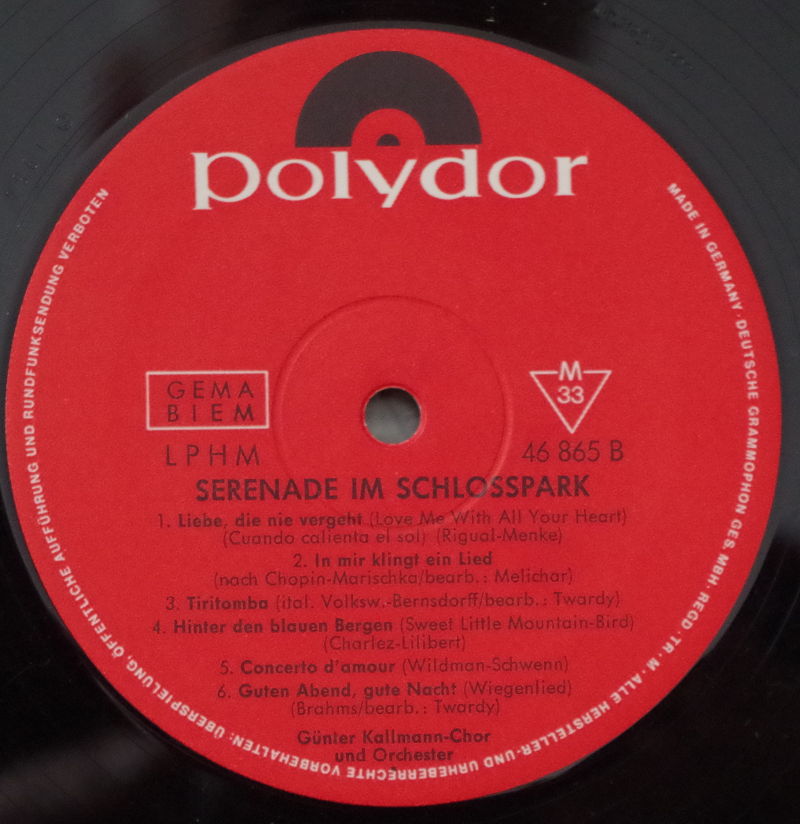 polydor
GEMA
BIEM
M
33
LPHM
46 865 B
SERENADE IM SCHLOSSPARK
1. Liebe, die nie vergeht (Love Me With All Your Heart)
(Cuando calienta el sol) (Rigual-Menke)
2. In mir klingt ein Lied
(nach Chopin-Marischka/bearb.: Melichar)
3. Tiritomba (ital. Volksw.-Bernsdorff/bearb.: Twardy)
4. Hinter den blauen Bergen (Sweet Little Mountain-Bird)
(Charlez-Lilibert)
5. Concerto d'amour (Wildman-Schwenn)
6. Guten Abend, gute Nacht (Wiegenlied)
(Brahms/bearb.: Twardy)
Günter Kallmann-Chor
und Orchester
MADE IN GERMANY · DEUTSCHE GRAMMOPHON GES. MBH · REGD · TR. M · ALLE HERSTELLER- UND URHEBERRECHTE VORBEHALTEN: ÜBERSPIELUNG, ÖFFENTLICHE AUFFÜHRUNG UND RUNDFUNKSENDUNG VERBOTEN